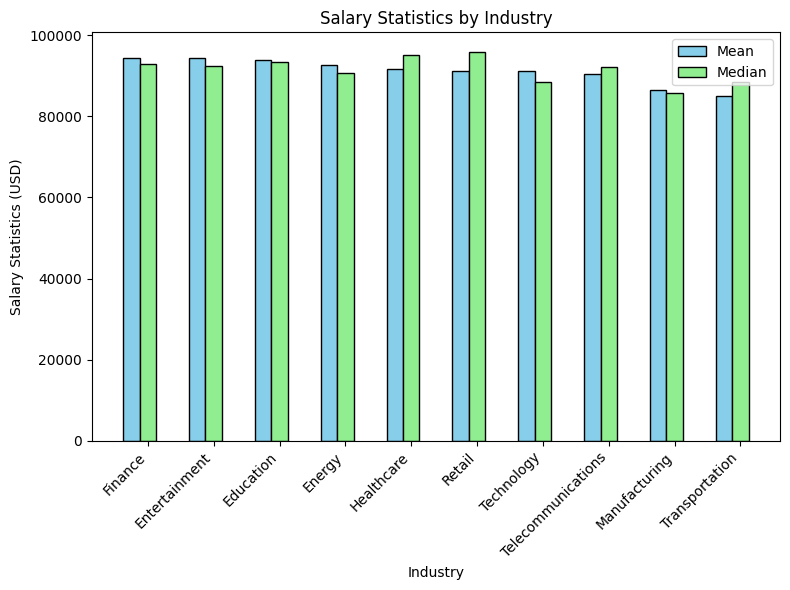 Salary Statistics by Industry
Mean
Median
Salary Statistics (USD)
100000
80000
60000
40000
20000
0
Finance
Entertainment
Education
Energy
Healthcare
Retail
Technology
Telecommunications
Manufacturing
Transportation
Industry